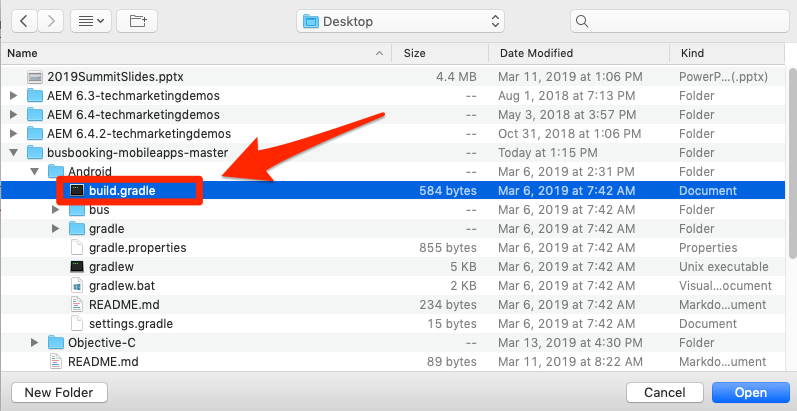 Desktop
Name Size Date Modified Kind
2019SummitSlides.pptx 4.4 MB Mar 11, 2019 at 1:06 PM PowerP...(.pptx)
AEM 6.3-techmarketingdemos -- Aug 1, 2018 at 7:13 PM Folder
AEM 6.4-techmarketingdemos -- May 3, 2018 at 3:57 PM Folder
AEM 6.4.2-techmarketingdemos -- Oct 31, 2018 at 1:06 PM Folder
busbooking-mobileapps-master -- Today at 1:15 PM Folder
Android -- Mar 6, 2019 at 2:31 PM Folder
build.gradle 584 bytes Mar 6, 2019 at 7:42 AM Document
bus -- Mar 6, 2019 at 7:42 AM Folder
gradle -- Mar 6, 2019 at 7:42 AM Folder
gradle.properties 855 bytes Mar 6, 2019 at 7:42 AM Properties
gradlew 5 KB Mar 6, 2019 at 7:42 AM Unix executable
gradlew.bat 2 KB Mar 6, 2019 at 7:42 AM Visual...ocument
README.md 234 bytes Mar 6, 2019 at 7:42 AM Markdo...ument
settings.gradle 15 bytes Mar 6, 2019 at 7:42 AM Document
Objective-C -- Mar 13, 2019 at 4:30 PM Folder
README.md 89 bytes Mar 11, 2019 at 8:22 AM Markdo...ument
New Folder Cancel Open